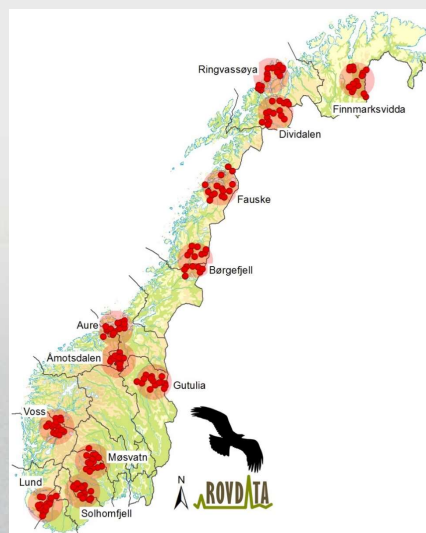 Ringvassøya
Finnmarksvidda
Dividalen
Fauske
Børgefjell
Aure
Åmotsdalen
Gutulia
Voss
Møsvatn
Lund
Solhomfjell
N
ROVDATA